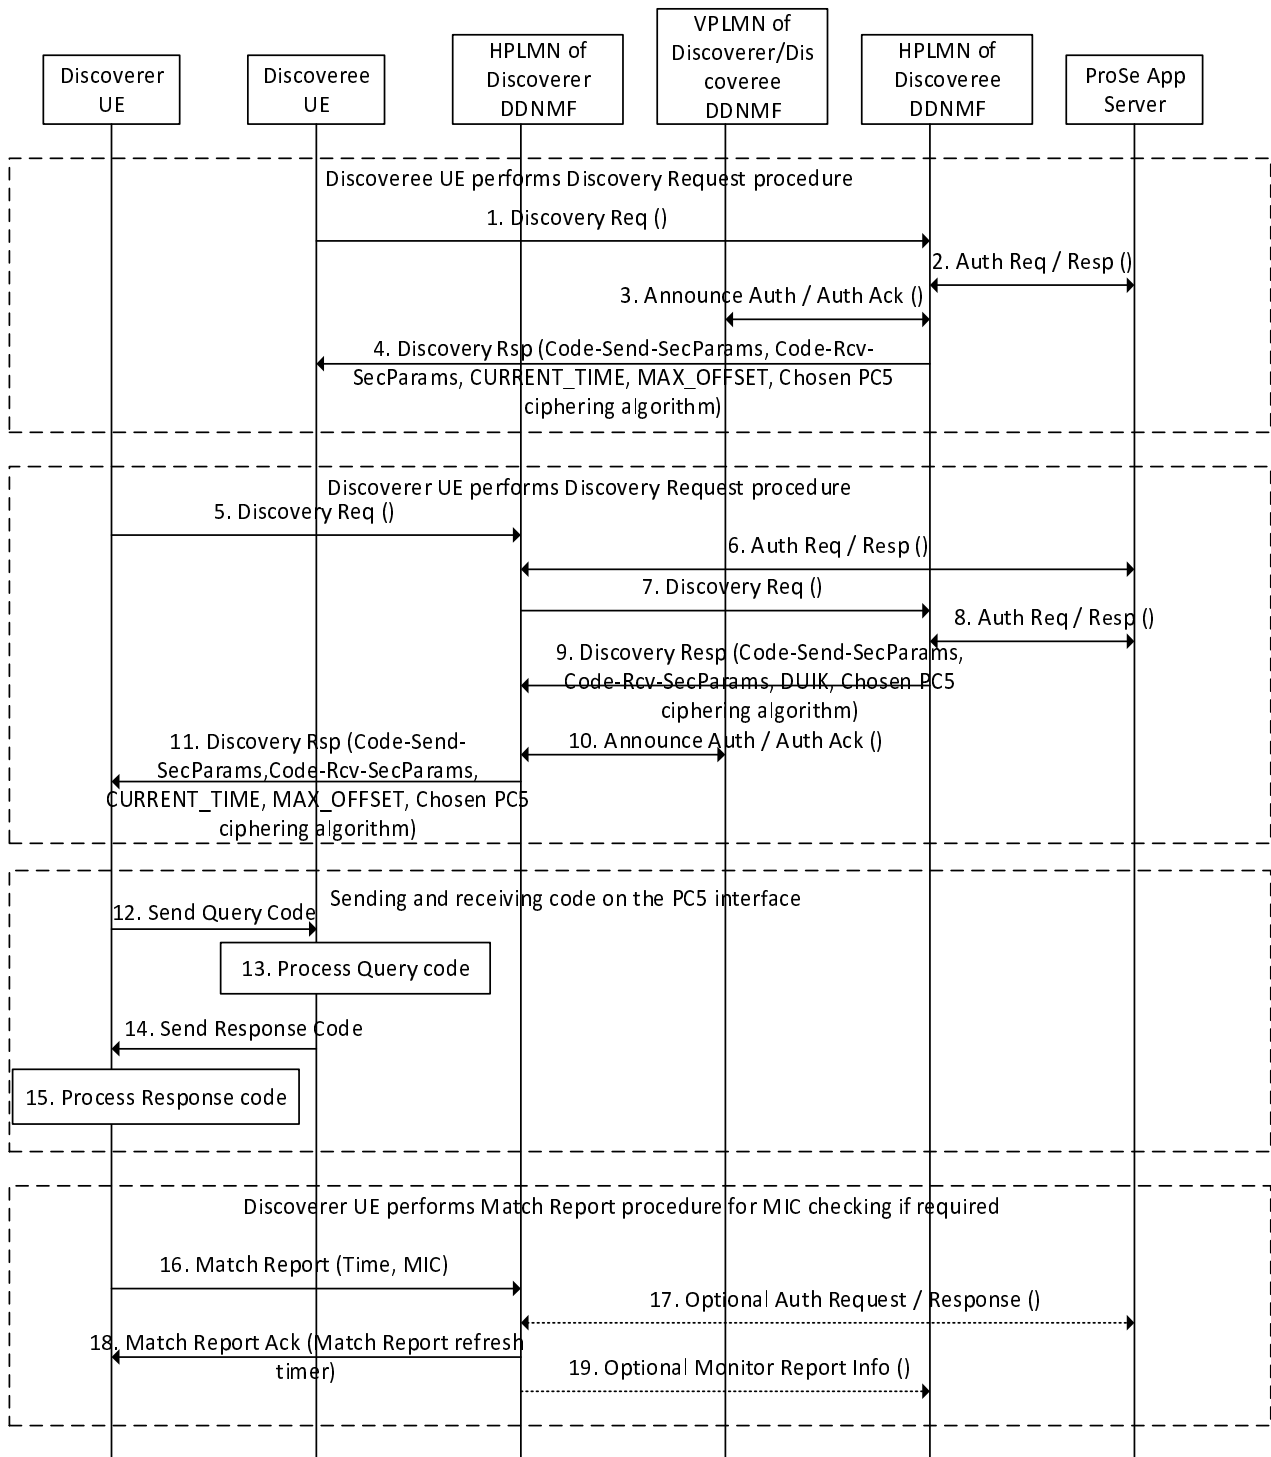 Discoverer
UE
Discoveree
UE
HPLMN of
Discoverer
DDNMF
VPLMN of
Discoverer/Dis
coveree
DDNMF
HPLMN of
Discoveree
DDNMF
ProSe App
Server
Discoveree UE performs Discovery Request procedure
1. Discovery Req ()
2. Auth Req / Resp ()
3. Announce Auth / Auth Ack ()
4. Discovery Rsp (Code-Send-SecParams, Code-Rcv-
SecParams, CURRENT_TIME, MAX_OFFSET, Chosen PC5
ciphering algorithm)
Discoverer UE performs Discovery Request procedure
5. Discovery Req ()
6. Auth Req / Resp ()
7. Discovery Req ()
8. Auth Req / Resp ()
9. Discovery Resp (Code-Send-SecParams,
Code-Rcv-SecParams, DUIK, Chosen PC5
ciphering algorithm)
10. Announce Auth / Auth Ack ()
11. Discovery Rsp (Code-Send-
SecParams,Code-Rcv-SecParams,
CURRENT_TIME, MAX_OFFSET, Chosen PC5
ciphering algorithm)
Sending and receiving code on the PC5 interface
12. Send Query Code
13. Process Query code
14. Send Response Code
15. Process Response code
Discoverer UE performs Match Report procedure for MIC checking if required
16. Match Report (Time, MIC)
17. Optional Auth Request / Response ()
18. Match Report Ack (Match Report refresh
timer)
19. Optional Monitor Report Info ()